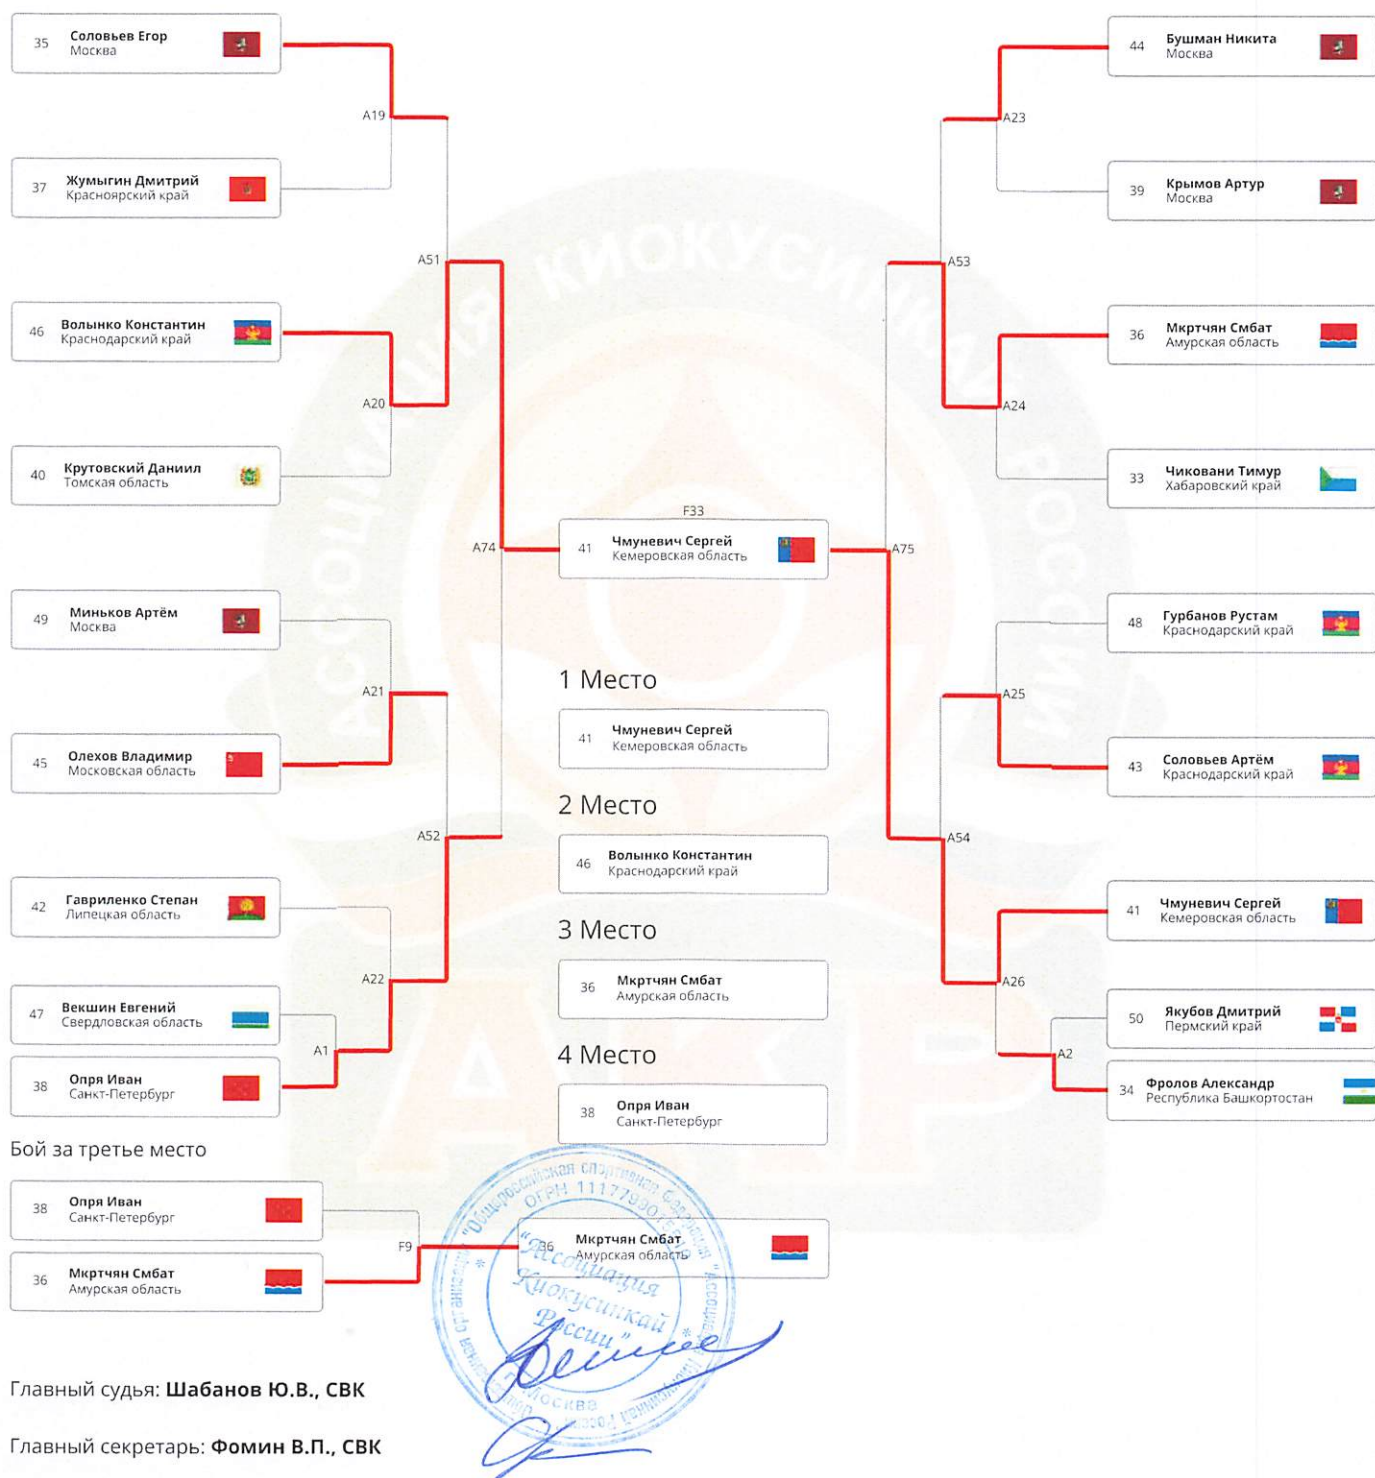 35 Соловьев Егор
Москва
A19
37 Жумыгин Дмитрий
Красноярский край
A51
46 Волынко Константин
Краснодарский край
A20
40 Крутовский Даниил
Томская область
A74
49 Миньков Артём
Москва
A21
45 Олехов Владимир
Московская область
A52
42 Гавриленко Степан
Липецкая область
A22
47 Векшин Евгений
Свердловская область
A1
38 Опря Иван
Санкт-Петербург
F33
41 Чмуневич Сергей
Кемеровская область
1 Место
41 Чмуневич Сергей
Кемеровская область
2 Место
46 Волынко Константин
Краснодарский край
3 Место
36 Мкртчян Смбат
Амурская область
4 Место
38 Опря Иван
Санкт-Петербург
44 Бушман Никита
Москва
A23
39 Крымов Артур
Москва
A53
36 Мкртчян Смбат
Амурская область
A24
33 Чиковани Тимур
Хабаровский край
A75
48 Гурбанов Рустам
Краснодарский край
A25
43 Соловьев Артём
Краснодарский край
A54
41 Чмуневич Сергей
Кемеровская область
A26
50 Якубов Дмитрий
Пермский край
A2
34 Фролов Александр
Республика Башкортостан
Бой за третье место
38 Опря Иван
Санкт-Петербург
F9
36 Мкртчян Смбат
Амурская область
36 Мкртчян Смбат
Амурская область
"Ассоциация
Киокусинкай
России"
Москва
Главный судья: Шабанов Ю.В., СВК
Главный секретарь: Фомин В.П., СВК
АССОЦИАЦИЯ КИОКУСИНКАЙ РОССИИ
АКР